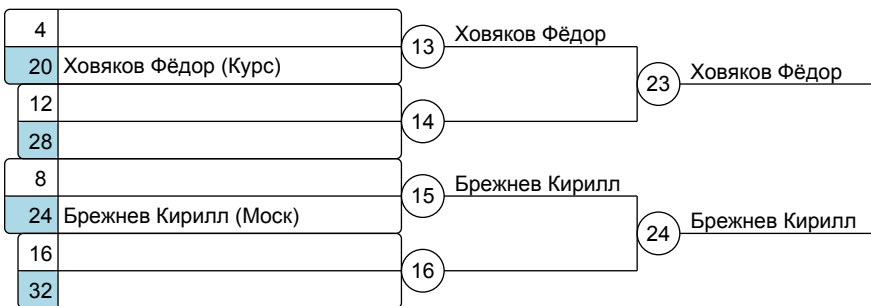 4
13 Ховяков Фёдор
20 Ховяков Фёдор (Курс)
23 Ховяков Фёдор
12
14
28
8
15 Брежнев Кирилл
24 Брежнев Кирилл (Моск)
24 Брежнев Кирилл
16
16
32